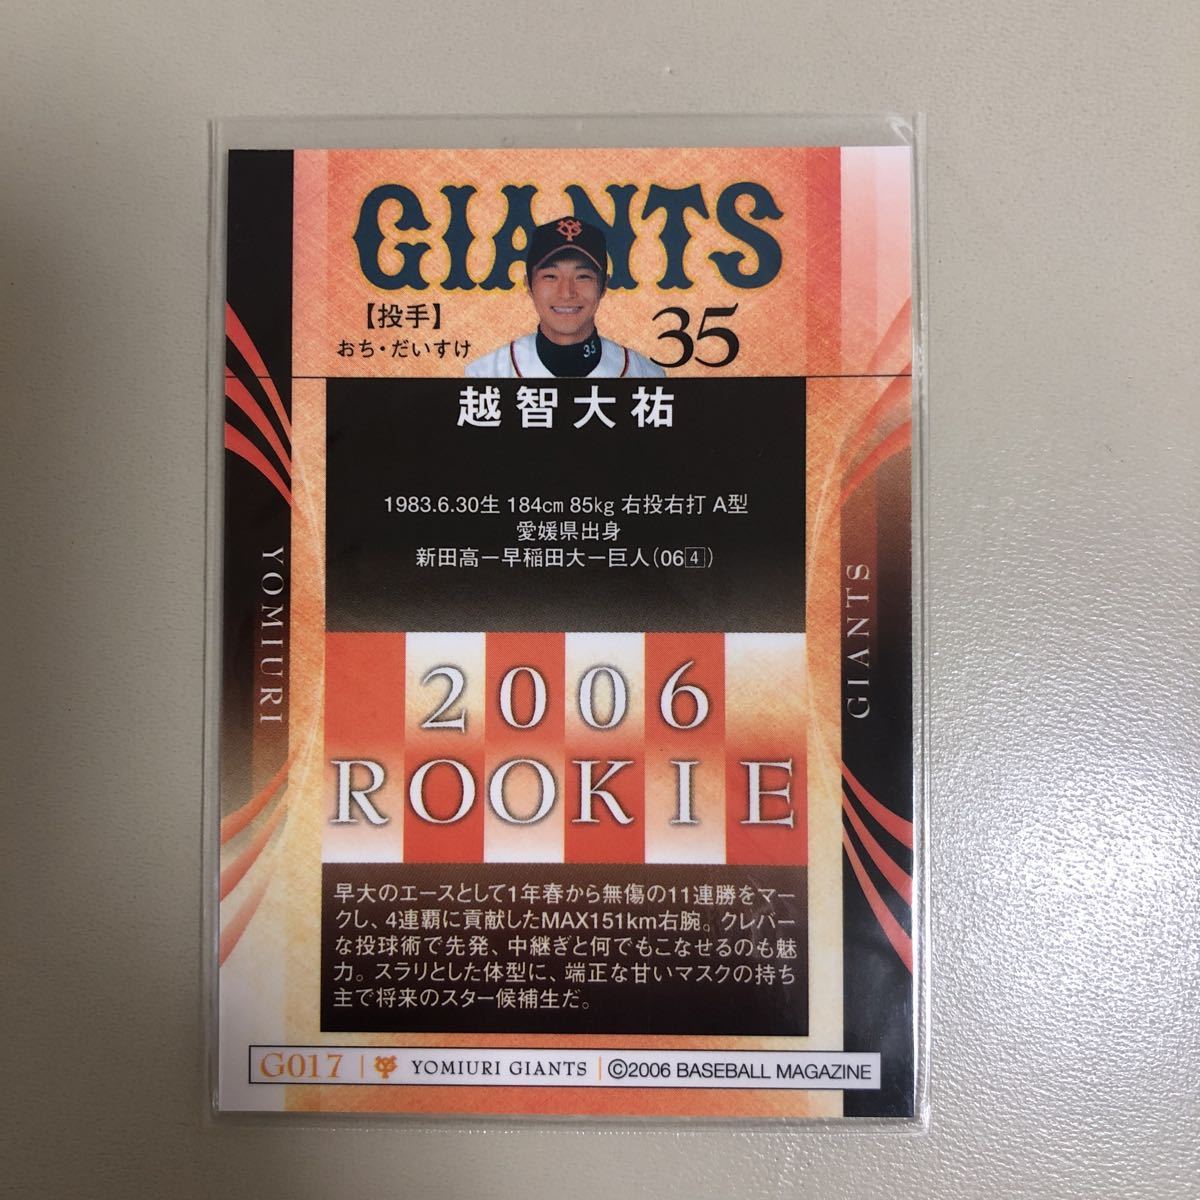 GIANTS
【投手】
おち・だいすけ
35
35
越智大祐
1983.6.30生 184cm 85kg 右投右打 A型
愛媛県出身
新田高ー早稲田大ー巨人(06[4])
YOMIURI
GIANTS
2006
ROOKIE
早大のエースとして1年春から無傷の11連勝をマー
クし、4連覇に貢献したMAX151km右腕。クレバー
な投球術で先発、中継ぎと何でもこなせるのも魅
力。スラリとした体型に、端正な甘いマスクの持ち
主で将来のスター候補生だ。
G017 | YOMIURI GIANTS | ©2006 BASEBALL MAGAZINE